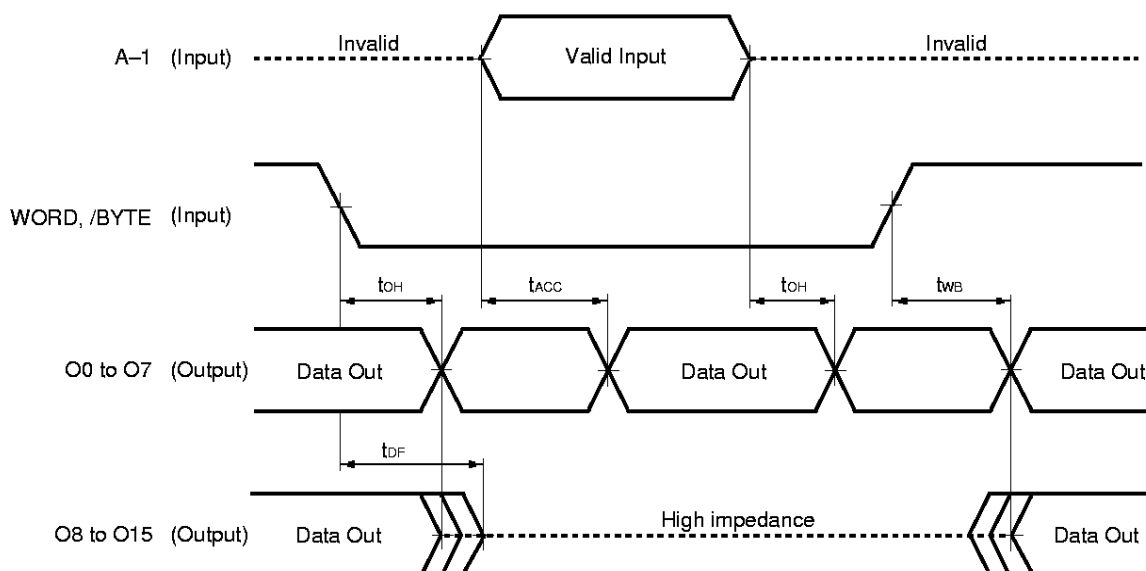 Invalid
Invalid
A–1 (Input)
Valid Input
WORD, /BYTE (Input)
tOH
tACC
tOH
tWB
O0 to O7 (Output)
Data Out
Data Out
Data Out
tDF
High impedance
O8 to O15 (Output)
Data Out
Data Out